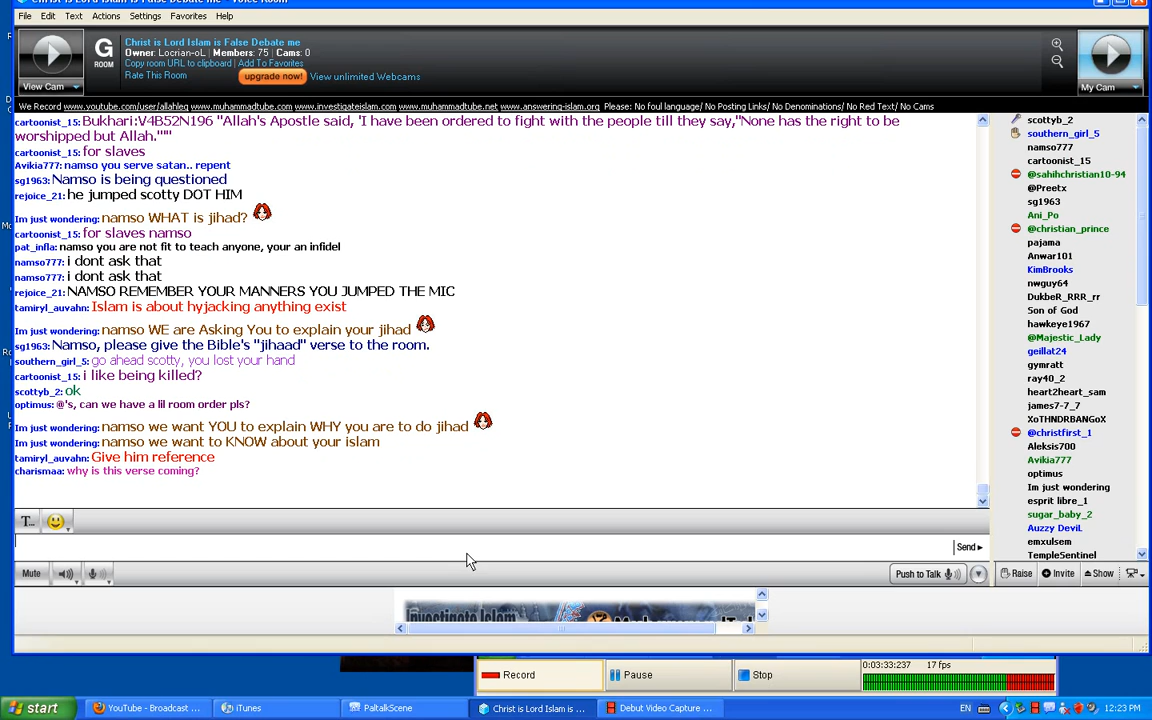 Christ is Lord Islam is False Debate me - Voice Room
File Edit Text Actions Settings Favorites Help
G
ROOM
Christ is Lord Islam is False Debate me
Owner: Locrian-oL | Members: 75 | Cams: 0
Copy room URL to clipboard | Add To Favorites
Rate This Room upgrade now! View unlimited Webcams
View Cam
My Cam
We Record www.youtube.com/user/allahleg www.muhammadtube.com www.investigateislam.com www.muhammadtube.net www.answering-islam.org Please: No foul language/ No Posting Links/ No Denominations/ No Red Text/ No Cams
cartoonist_15: Bukhari:V4B52N196 "Allah's Apostle said, 'I have been ordered to fight with the people till they say,"None has the right to be
worshipped but Allah."'"
cartoonist_15: for slaves
Avikia777: namso you serve satan.. repent
sg1963: Namso is being questioned
rejoice_21: he jumped scotty DOT HIM
Im just wondering: namso WHAT is jihad?
cartoonist_15: for slaves namso
pat_infla: namso you are not fit to teach anyone, your an infidel
namso777: i dont ask that
namso777: i dont ask that
rejoice_21: NAMSO REMEMBER YOUR MANNERS YOU JUMPED THE MIC
tamiryl_auvahn: Islam is about hyjacking anything exist
Im just wondering: namso WE are Asking You to explain your jihad
sg1963: Namso, please give the Bible's "jihaad" verse to the room.
southern_girl_5: go ahead scotty, you lost your hand
cartoonist_15: i like being killed?
scottyb_2: ok
optimus: @'s, can we have a lil room order pls?
Im just wondering: namso we want YOU to explain WHY you are to do jihad
Im just wondering: namso we want to KNOW about your islam
tamiryl_auvahn: Give him reference
charismaa: why is this verse coming?
scottyb_2
southern_girl_5
namso777
cartoonist_15
@sahihchristian10-94
@Preetx
sg1963
Ani_Po
@christian_prince
pajama
Anwar101
KimBrooks
nwguy64
DukbeR_RRR_rr
Son of God
hawkeye1967
@Majestic_Lady
geillat24
gymratt
ray40_2
heart2heart_sam
james7-7_7
XoTHNDRBANGoX
@christfirst_1
Aleksis700
Avikia777
optimus
Im just wondering
esprit libre_1
sugar_baby_2
Auzzy DeviL
emxulsem
TempleSentinel
T...
Send
Mute Push to Talk Raise Invite Show
Investigate Islam
Record Pause Stop 0:03:33:237 17 fps
start YouTube - Broadcast ... iTunes PaltalkScene Christ is Lord Islam is ... Debut Video Capture ... EN 12:23 PM